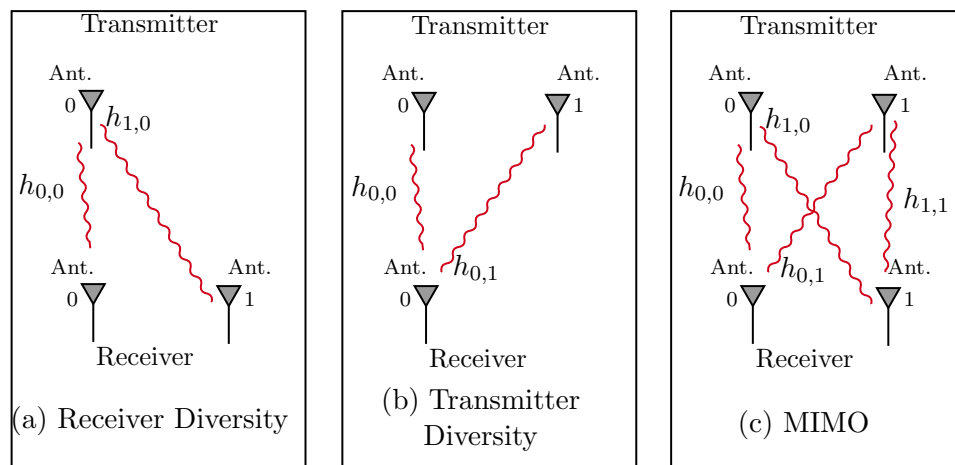 Transmitter
Ant.
0
h1,0
h0,0
Ant.
0
Ant.
1
Receiver
(a) Receiver Diversity
Transmitter
Ant.
0
Ant.
1
h0,0
Ant.
0
h0,1
Receiver
(b) Transmitter
Diversity
Transmitter
Ant.
0
h1,0
Ant.
1
h0,0
h1,1
Ant.
0
h0,1
Ant.
1
Receiver
(c) MIMO